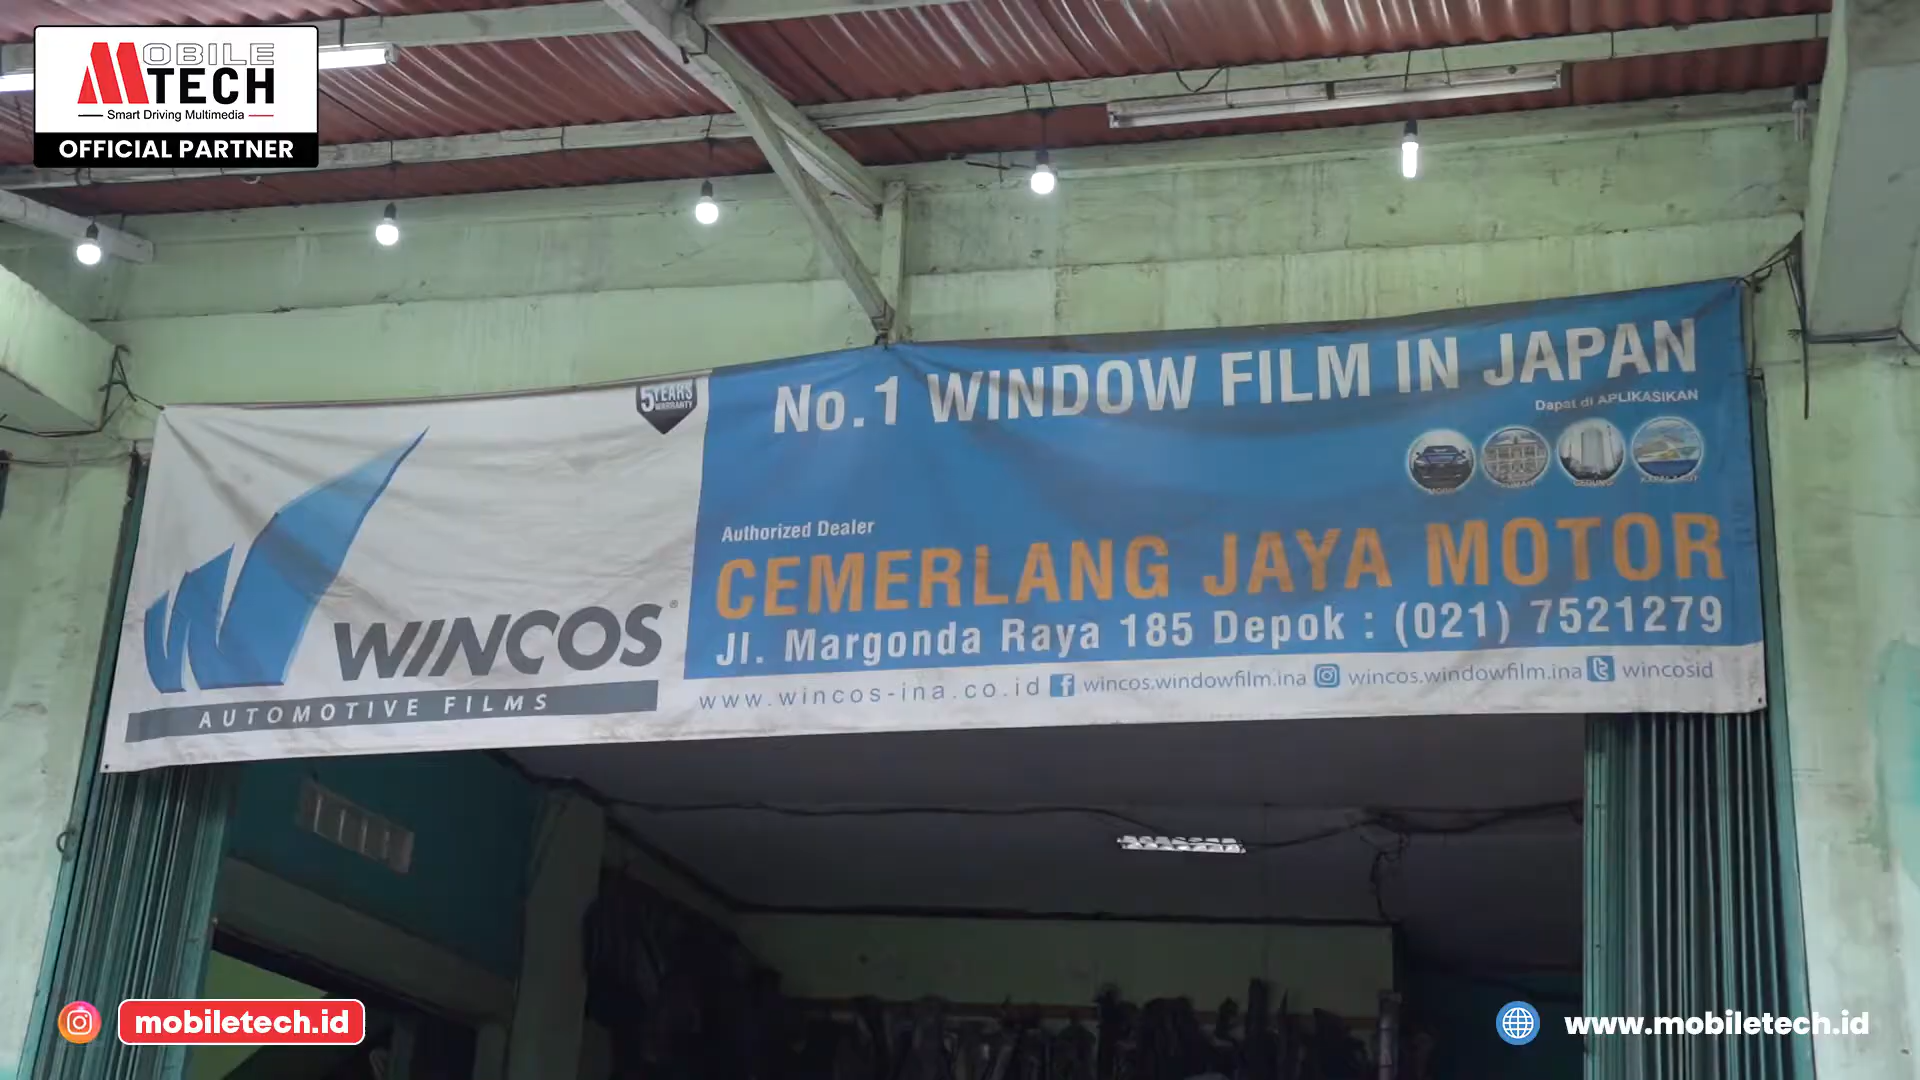 MOBILE
TECH
Smart Driving Multimedia
OFFICIAL PARTNER
5 YEARS
WARRANTY
No.1 WINDOW FILM IN JAPAN
Dapat di APLIKASIKAN
Authorized Dealer
CEMERLANG JAYA MOTOR
Jl. Margonda Raya 185 Depok : (021) 7521279
WINCOS®
AUTOMOTIVE FILMS
www.wincos-ina.co.id wincos.windowfilm.ina wincos.windowfilm.ina wincosid
mobiletech.id
www.mobiletech.id